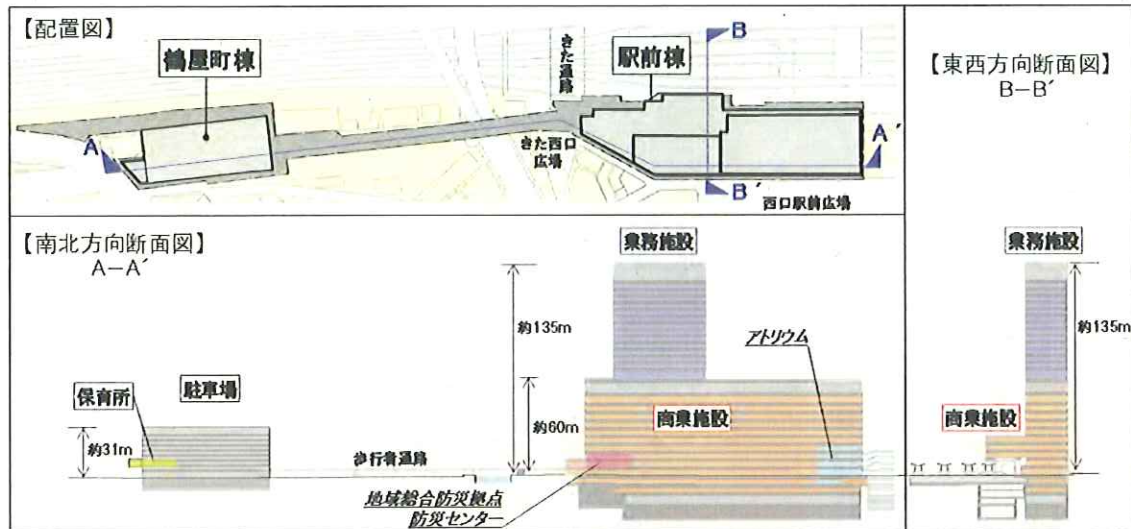 【配置図】
鶴屋町棟
きた通路
駅前棟
B
A
A´
きた西口
広場
B´
西口駅前広場
【東西方向断面図】
B-B´
【南北方向断面図】
A-A´
業務施設
約135m
アトリウム
保育所
駐車場
約31m
約60m
商業施設
歩行者通路
地域総合防災拠点
防災センター
業務施設
約135m
商業施設